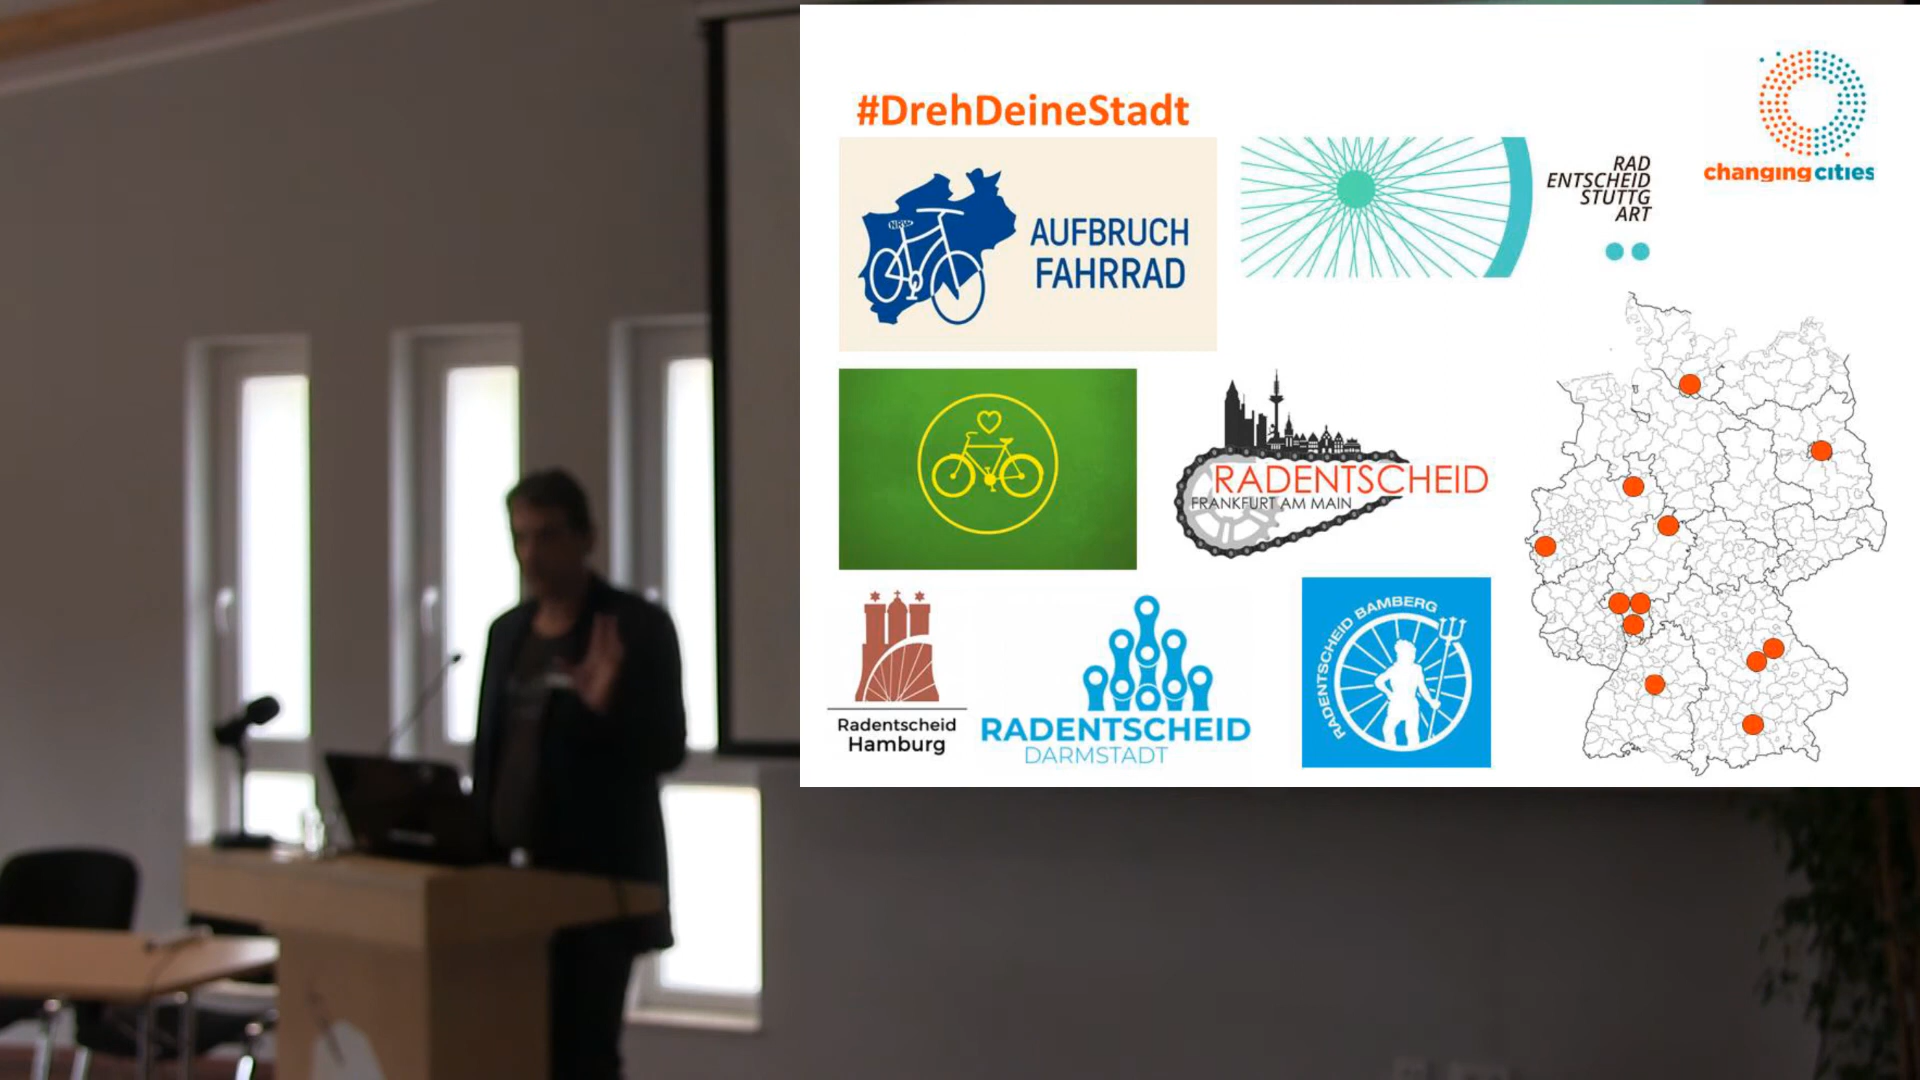 #DrehDeineStadt
changing cities
NRW
AUFBRUCH
FAHRRAD
RAD
ENTSCHEID
STUTTG
ART
RADENTSCHEID
FRANKFURT AM MAIN
Radentscheid
Hamburg
RADENTSCHEID
DARMSTADT
RADENTSCHEID BAMBERG